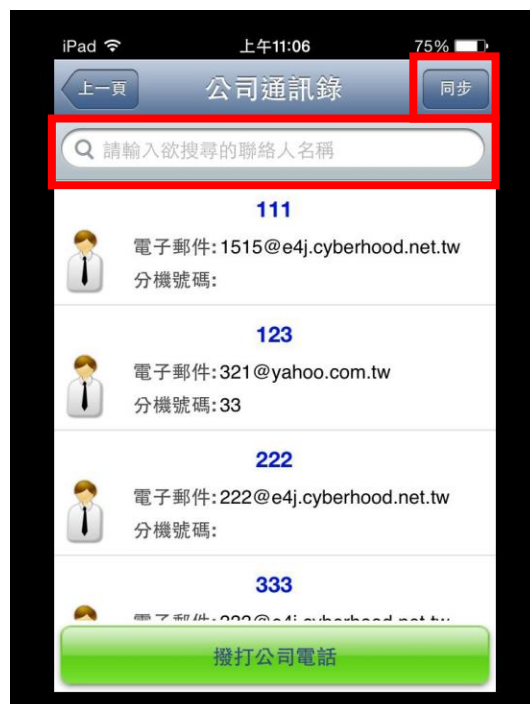 iPad 上午11:06 75%
上一頁 公司通訊錄 同步
請輸入欲搜尋的聯絡人名稱
111
電子郵件:1515@e4j.cyberhood.net.tw
分機號碼:
123
電子郵件:321@yahoo.com.tw
分機號碼:33
222
電子郵件:222@e4j.cyberhood.net.tw
分機號碼:
333
撥打公司電話